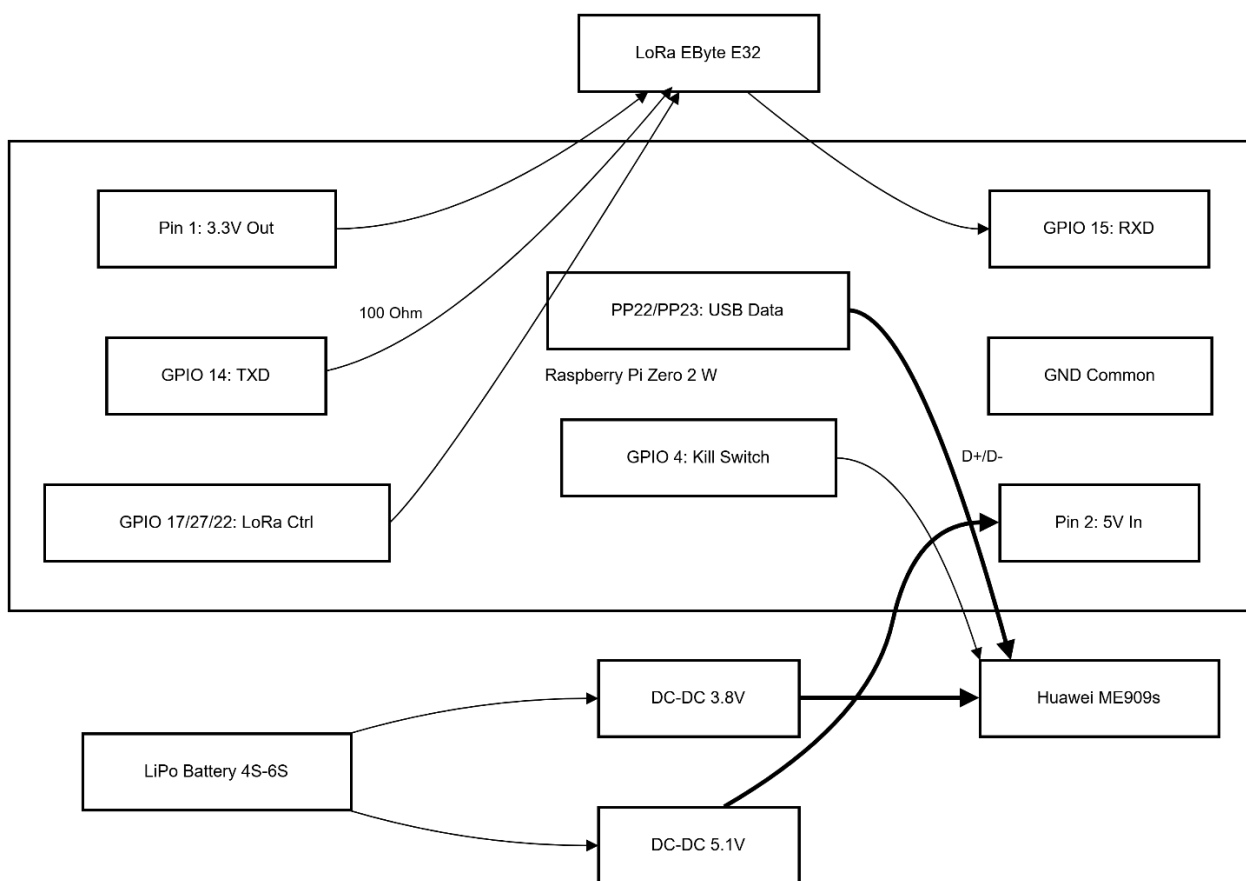 LoRa EByte E32
Pin 1: 3.3V Out
GPIO 15: RXD
PP22/PP23: USB Data
100 Ohm
GPIO 14: TXD
Raspberry Pi Zero 2 W
GND Common
GPIO 4: Kill Switch
D+/D-
GPIO 17/27/22: LoRa Ctrl
Pin 2: 5V In
DC-DC 3.8V
Huawei ME909s
LiPo Battery 4S-6S
DC-DC 5.1V